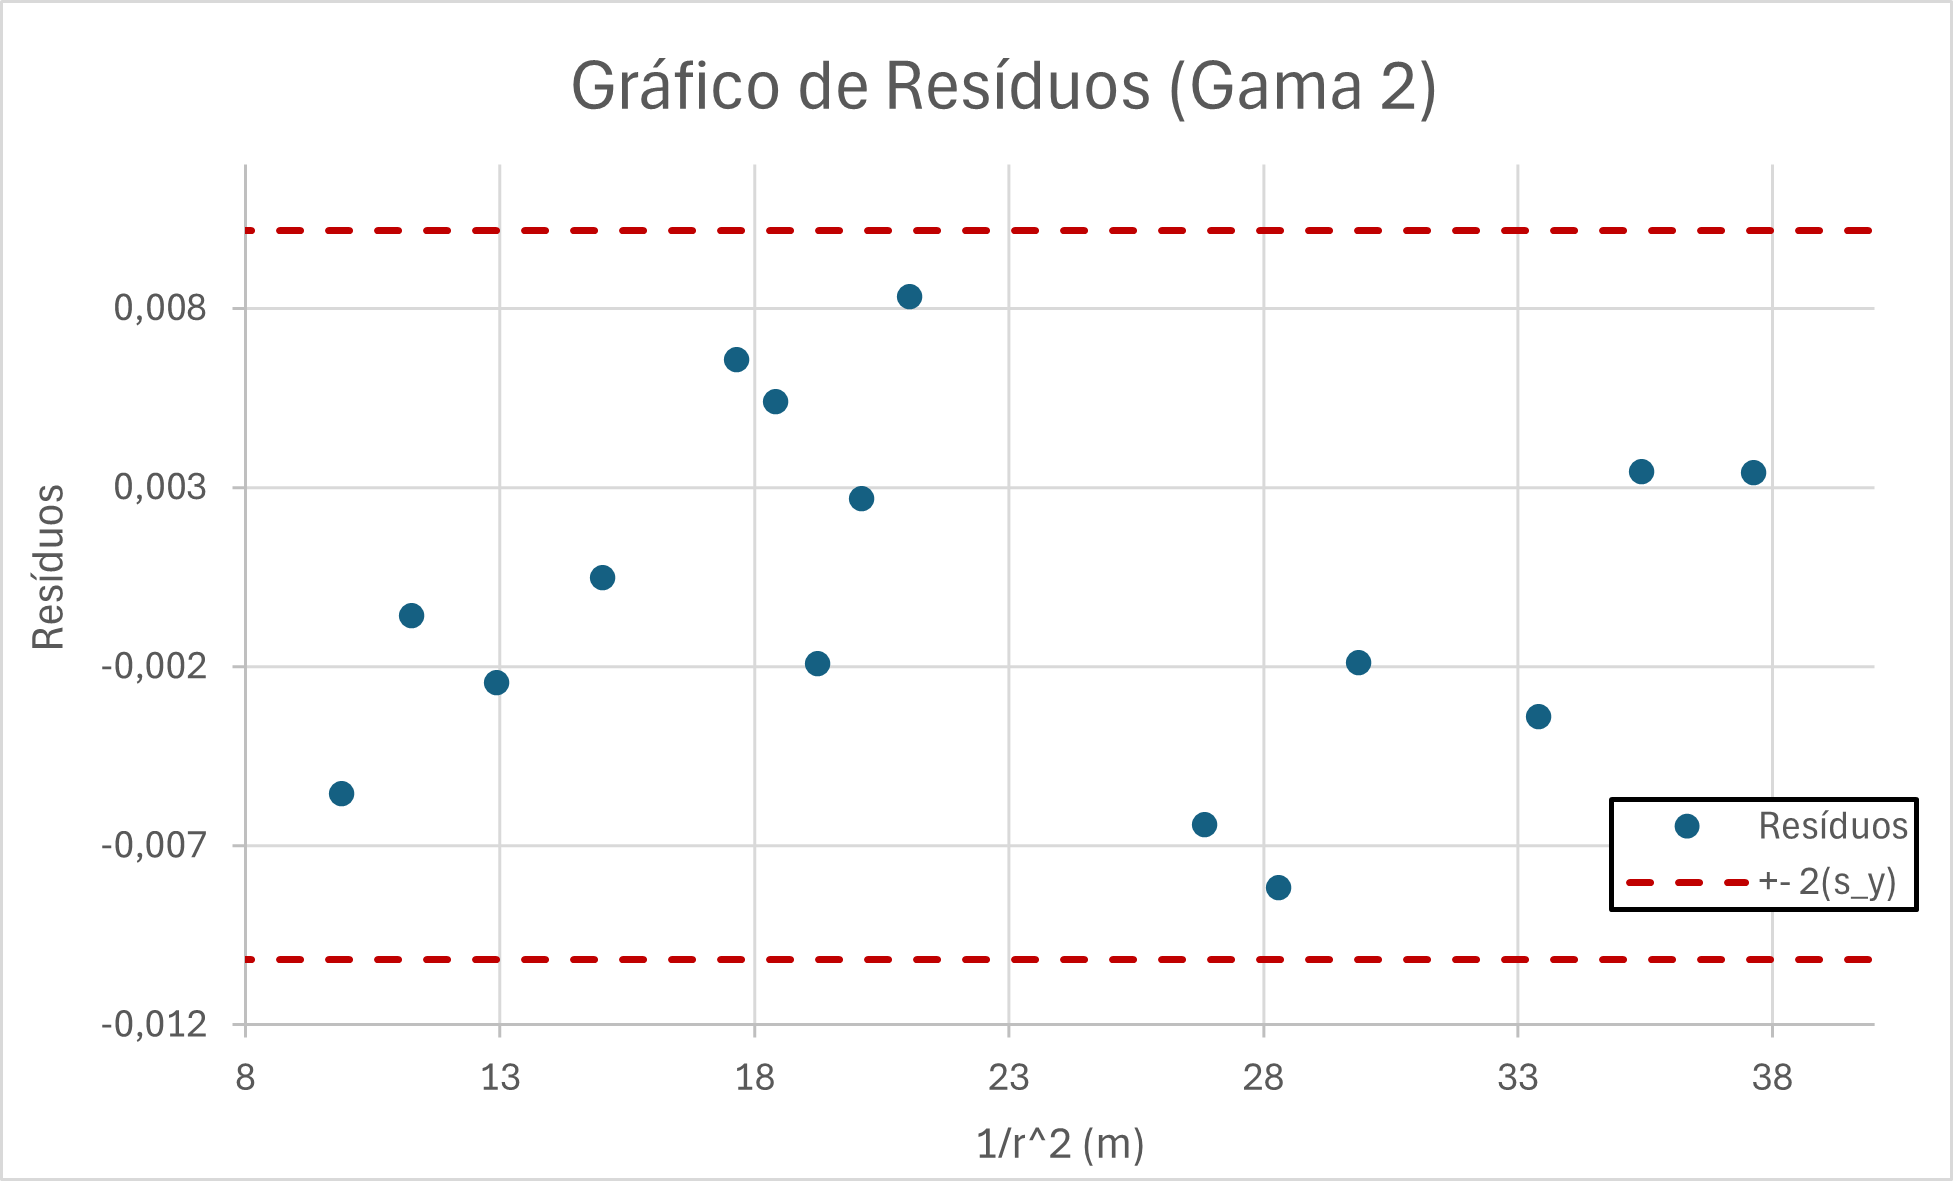 Gráfico de Resíduos (Gama 2)
0,008
0,003
-0,002
-0,007
-0,012
Resíduos
8 13 18 23 28 33 38
1/r^2 (m)
Resíduos
+- 2(s_y)